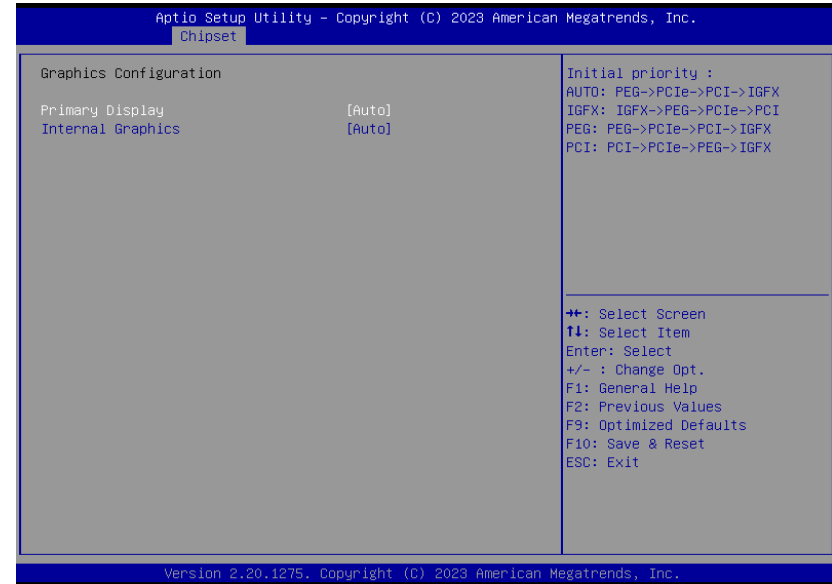 Aptio Setup Utility – Copyright (C) 2023 American Megatrends, Inc.
Chipset
Graphics Configuration
Primary Display [Auto]
Internal Graphics [Auto]
Initial priority :
AUTO: PEG->PCIe->PCI->IGFX
IGFX: IGFX->PEG->PCIe->PCI
PEG: PEG->PCIe->PCI->IGFX
PCI: PCI->PCIe->PEG->IGFX
→←: Select Screen
↑↓: Select Item
Enter: Select
+/- : Change Opt.
F1: General Help
F2: Previous Values
F9: Optimized Defaults
F10: Save & Reset
ESC: Exit
Version 2.20.1275. Copyright (C) 2023 American Megatrends, Inc.